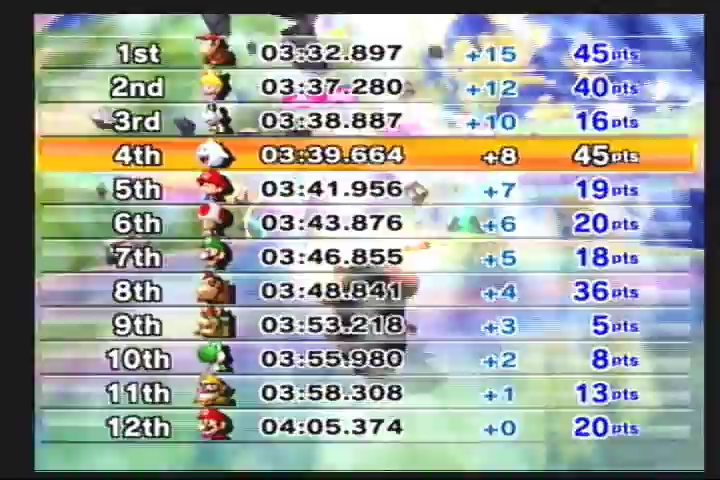 1st 03:32.897 +15 45pts
2nd 03:37.280 +12 40pts
3rd 03:38.887 +10 16pts
4th 03:39.664 +8 45pts
5th 03:41.956 +7 19pts
6th 03:43.876 +6 20pts
7th 03:46.855 +5 18pts
8th 03:48.841 +4 36pts
9th 03:53.218 +3 5pts
10th 03:55.980 +2 8pts
11th 03:58.308 +1 13pts
12th 04:05.374 +0 20pts